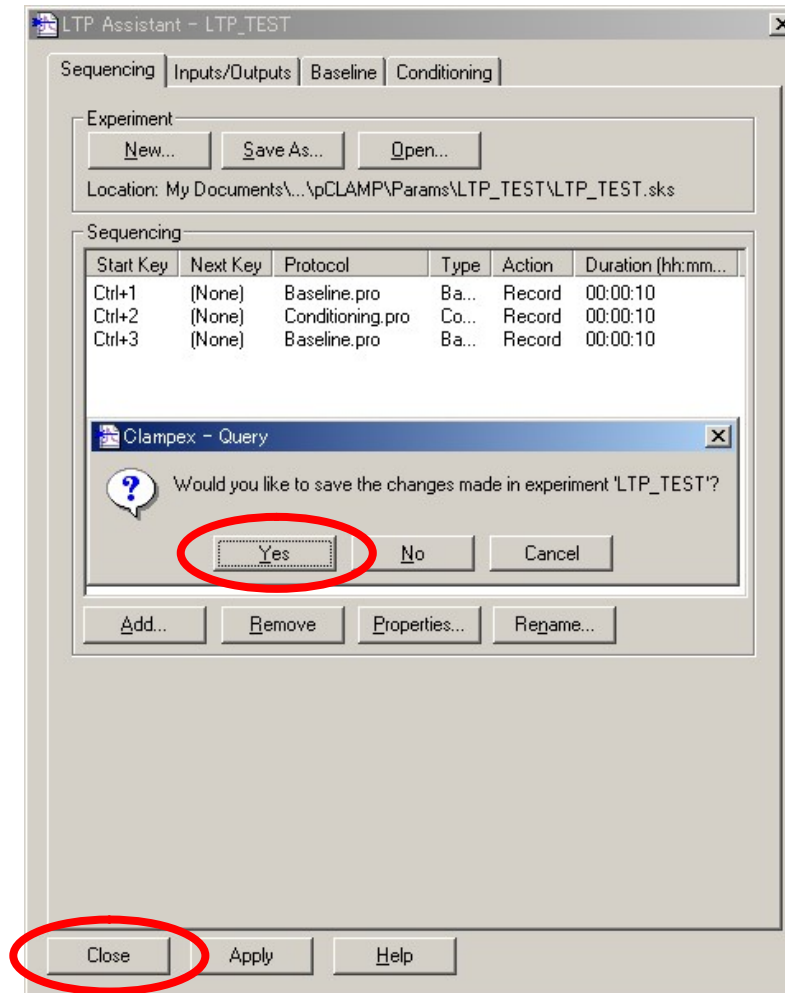 LTP Assistant - LTP_TEST
Sequencing Inputs/Outputs Baseline Conditioning
Experiment
New... Save As... Open...
Location: My Documents\...\pCLAMP\Params\LTP_TEST\LTP_TEST.sks
Sequencing
Start Key Next Key Protocol Type Action Duration (hh:mm...
Ctrl+1 (None) Baseline.pro Ba... Record 00:00:10
Ctrl+2 (None) Conditioning.pro Co... Record 00:00:10
Ctrl+3 (None) Baseline.pro Ba... Record 00:00:10
Clampex - Query
Would you like to save the changes made in experiment 'LTP_TEST'?
Yes No Cancel
Add... Remove Properties... Rename...
Close Apply Help